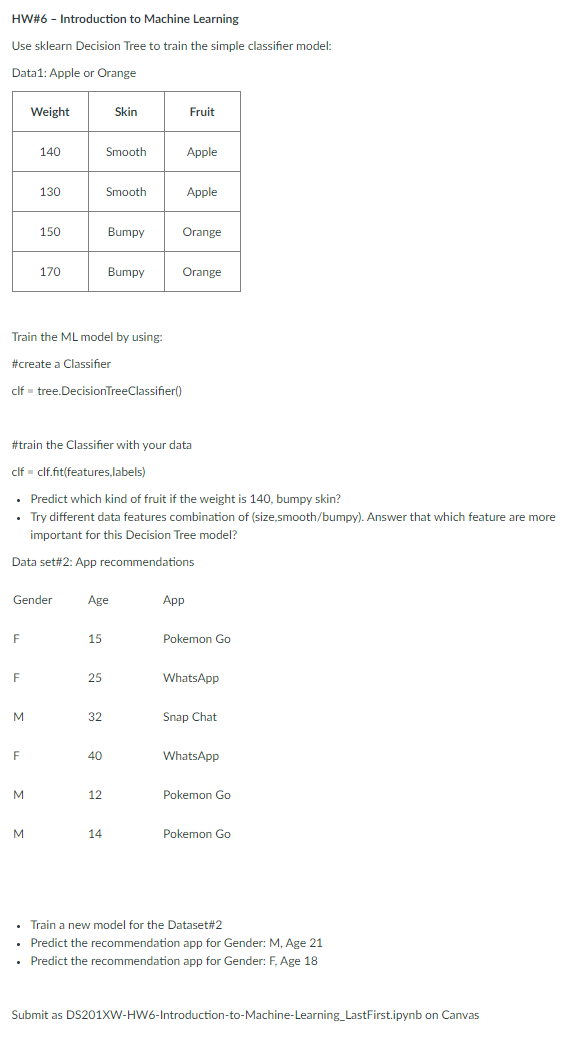 HW#6 – Introduction to Machine Learning
Use sklearn Decision Tree to train the simple classifier model:
Data1: Apple or Orange
Weight Skin Fruit
140 Smooth Apple
130 Smooth Apple
150 Bumpy Orange
170 Bumpy Orange
Train the ML model by using:
#create a Classifier
clf = tree.DecisionTreeClassifier()
#train the Classifier with your data
clf = clf.fit(features,labels)
• Predict which kind of fruit if the weight is 140, bumpy skin?
• Try different data features combination of (size,smooth/bumpy). Answer that which feature are more
important for this Decision Tree model?
Data set#2: App recommendations
Gender Age App
F 15 Pokemon Go
F 25 WhatsApp
M 32 Snap Chat
F 40 WhatsApp
M 12 Pokemon Go
M 14 Pokemon Go
• Train a new model for the Dataset#2
• Predict the recommendation app for Gender: M, Age 21
• Predict the recommendation app for Gender: F, Age 18
Submit as DS201XW-HW6-Introduction-to-Machine-Learning_LastFirst.ipynb on Canvas